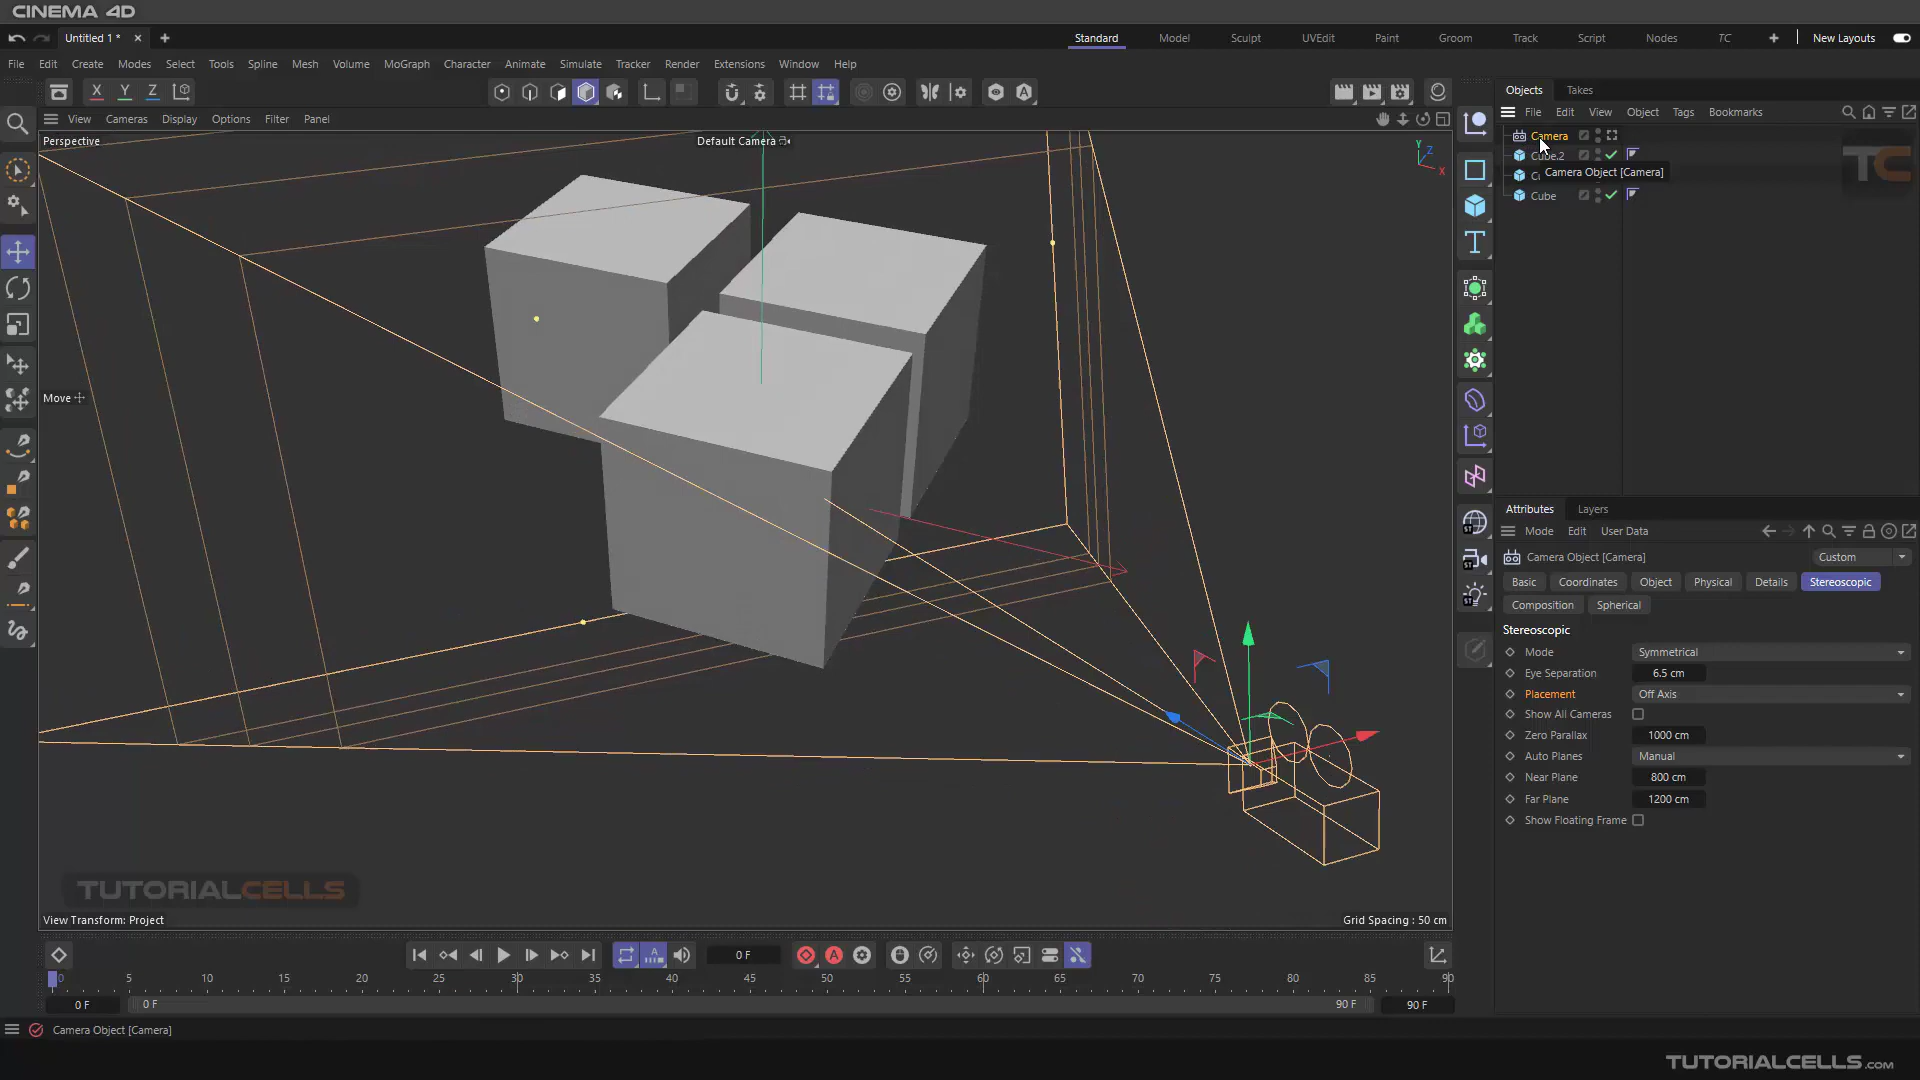 CINEMA 4D
Untitled 1 *
Standard
Model
Sculpt
UVEdit
Paint
Groom
Track
Script
Nodes
TC
New Layouts
File Edit Create Modes Select Tools Spline Mesh Volume MoGraph Character Animate Simulate Tracker Render Extensions Window Help
X Y Z
Objects Takes
File Edit View Object Tags Bookmarks
View Cameras Display Options Filter Panel
Perspective
Default Camera
Y
Z
X
Camera
Cube.2
Camera Object [Camera]
Cube
TC
Move
Attributes Layers
Mode Edit User Data
Camera Object [Camera]
Custom
Basic Coordinates Object Physical Details Stereoscopic
Composition Spherical
Stereoscopic
Mode Symmetrical
Eye Separation 6.5 cm
Placement Off Axis
Show All Cameras
Zero Parallax 1000 cm
Auto Planes Manual
Near Plane 800 cm
Far Plane 1200 cm
Show Floating Frame
TUTORIALCELLS
View Transform: Project
Grid Spacing : 50 cm
0 F
0 5 10 15 20 25 30 35 40 45 50 55 60 65 70 75 80 85 90
0 F 0 F 90 F 90 F
Camera Object [Camera]
TUTORIALCELLS.COM